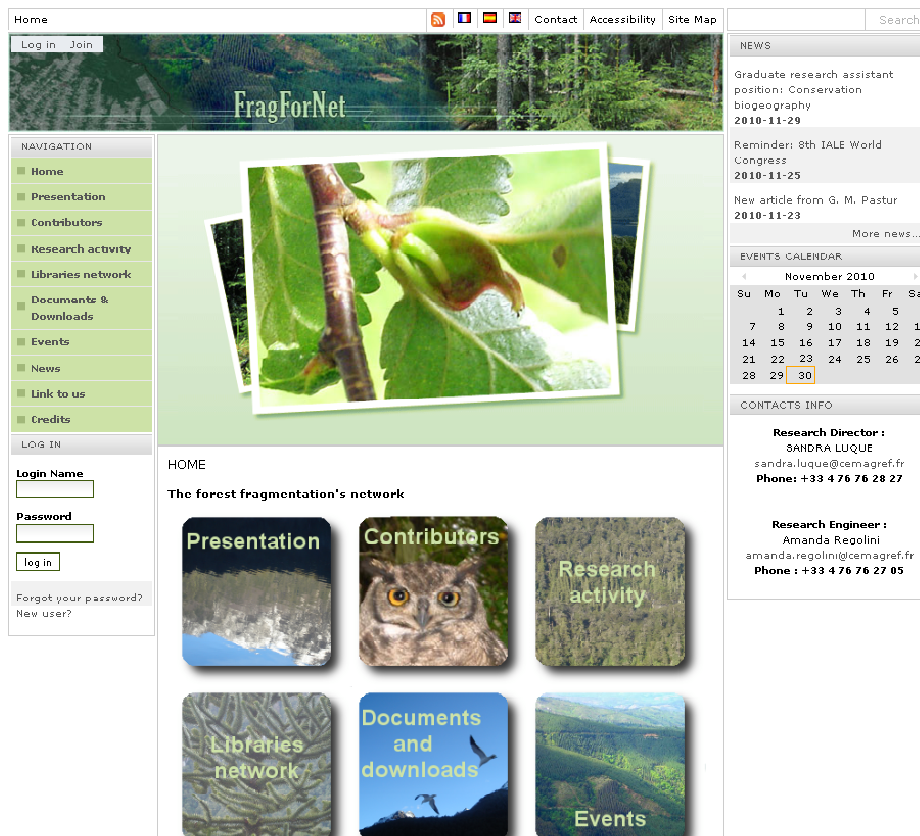 Home
Contact
Accessibility
Site Map
Search
Log in Join
FragForNet
NAVIGATION
Home
Presentation
Contributors
Research activity
Libraries network
Documents &
Downloads
Events
News
Link to us
Credits
LOG IN
Login Name
Password
log in
Forgot your password?
New user?
HOME
The forest fragmentation's network
Presentation
Contributors
Research
activity
Libraries
network
Documents
and
downloads
Events
NEWS
Graduate research assistant
position: Conservation
biogeography
2010-11-29
Reminder: 8th IALE World
Congress
2010-11-25
New article from G. M. Pastur
2010-11-23
More news...
EVENTS CALENDAR
November 2010
Su Mo Tu We Th Fr Sa
1 2 3 4 5
7 8 9 10 11 12
14 15 16 17 18 19
21 22 23 24 25 26
28 29 30
CONTACTS INFO
Research Director :
SANDRA LUQUE
sandra.luque@cemagref.fr
Phone: +33 4 76 76 28 27
Research Engineer :
Amanda Regolini
amanda.regolini@cemagref.fr
Phone : +33 4 76 76 27 05